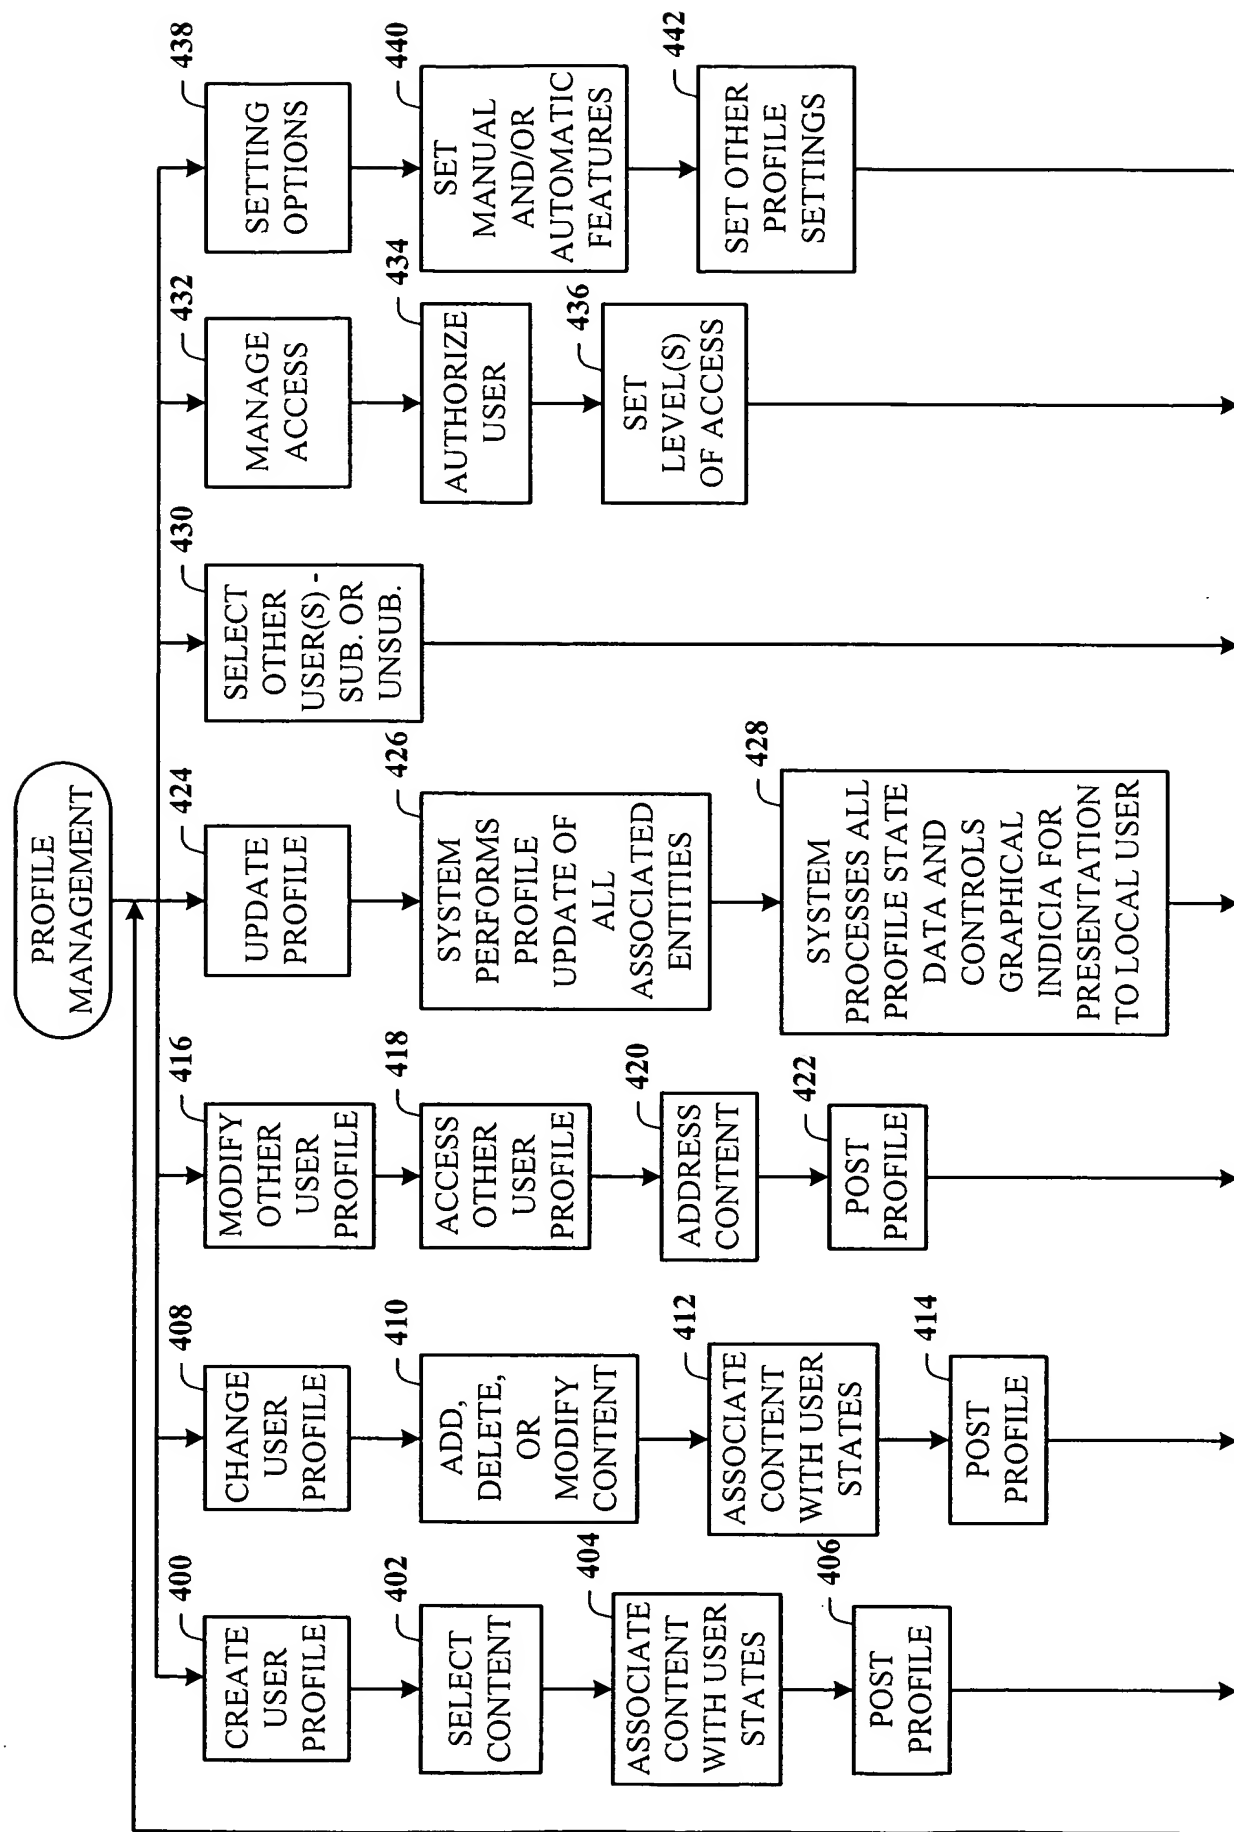 PROFILE
MANAGEMENT
400
CREATE
USER
PROFILE
402
SELECT
CONTENT
404
ASSOCIATE
CONTENT
WITH USER
STATES
406
POST
PROFILE
408
CHANGE
USER
PROFILE
410
ADD,
DELETE,
OR
MODIFY
CONTENT
412
ASSOCIATE
CONTENT
WITH USER
STATES
414
POST
PROFILE
416
MODIFY
OTHER
USER
PROFILE
418
ACCESS
OTHER
USER
PROFILE
420
ADDRESS
CONTENT
422
POST
PROFILE
424
UPDATE
PROFILE
426
SYSTEM
PERFORMS
PROFILE
UPDATE OF
ALL
ASSOCIATED
ENTITIES
428
SYSTEM
PROCESSES ALL
PROFILE STATE
DATA AND
CONTROLS
GRAPHICAL
INDICIA FOR
PRESENTATION
TO LOCAL USER
430
SELECT
OTHER
USER(S) -
SUB. OR
UNSUB.
432
MANAGE
ACCESS
434
AUTHORIZE
USER
436
SET
LEVEL(S)
OF ACCESS
438
SETTING
OPTIONS
440
SET
MANUAL
AND/OR
AUTOMATIC
FEATURES
442
SET OTHER
PROFILE
SETTINGS